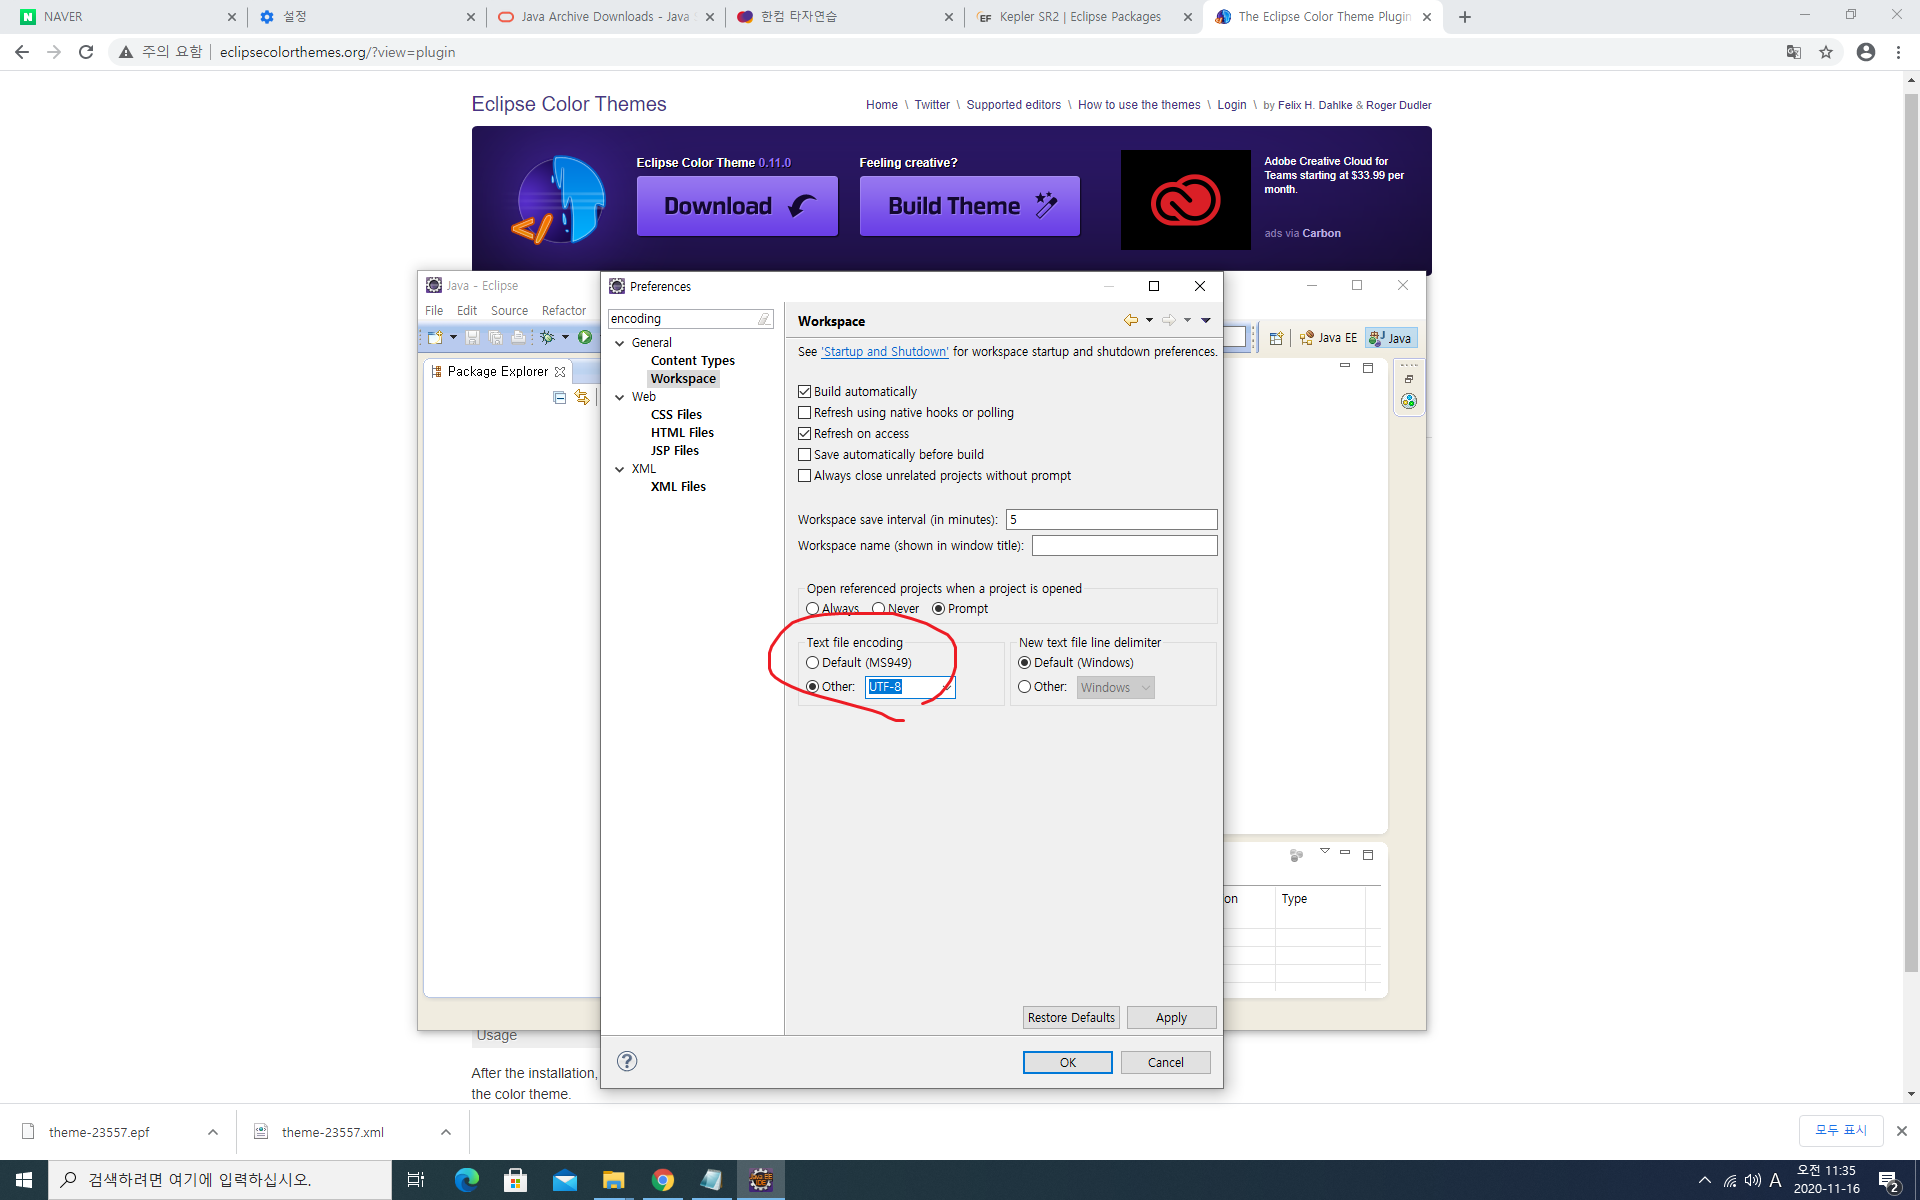 NAVER
설정
Java Archive Downloads - Java
한컴 타자연습
Kepler SR2 | Eclipse Packages
The Eclipse Color Theme Plugin
주의 요함
eclipsecolorthemes.org/?view=plugin
Eclipse Color Themes
Home \ Twitter \ Supported editors \ How to use the themes \ Login \ by Felix H. Dahlke & Roger Dudler
Eclipse Color Theme 0.11.0
Feeling creative?
Download
Build Theme
Adobe Creative Cloud for
Teams starting at $33.99 per
month.
ads via Carbon
Java - Eclipse
File Edit Source Refactor
Java EE
Java
Package Explorer
Preferences
encoding
General
Content Types
Workspace
Web
CSS Files
HTML Files
JSP Files
XML
XML Files
Workspace
See 'Startup and Shutdown' for workspace startup and shutdown preferences.
Build automatically
Refresh using native hooks or polling
Refresh on access
Save automatically before build
Always close unrelated projects without prompt
Workspace save interval (in minutes): 5
Workspace name (shown in window title):
Open referenced projects when a project is opened
Always Never Prompt
Text file encoding
Default (MS949)
Other: UTF-8
New text file line delimiter
Default (Windows)
Other: Windows
on
Type
Restore Defaults
Apply
OK
Cancel
Usage
After the installation,
the color theme.
theme-23557.epf
theme-23557.xml
모두 표시
검색하려면 여기에 입력하십시오.
A
오전 11:35
2020-11-16
2